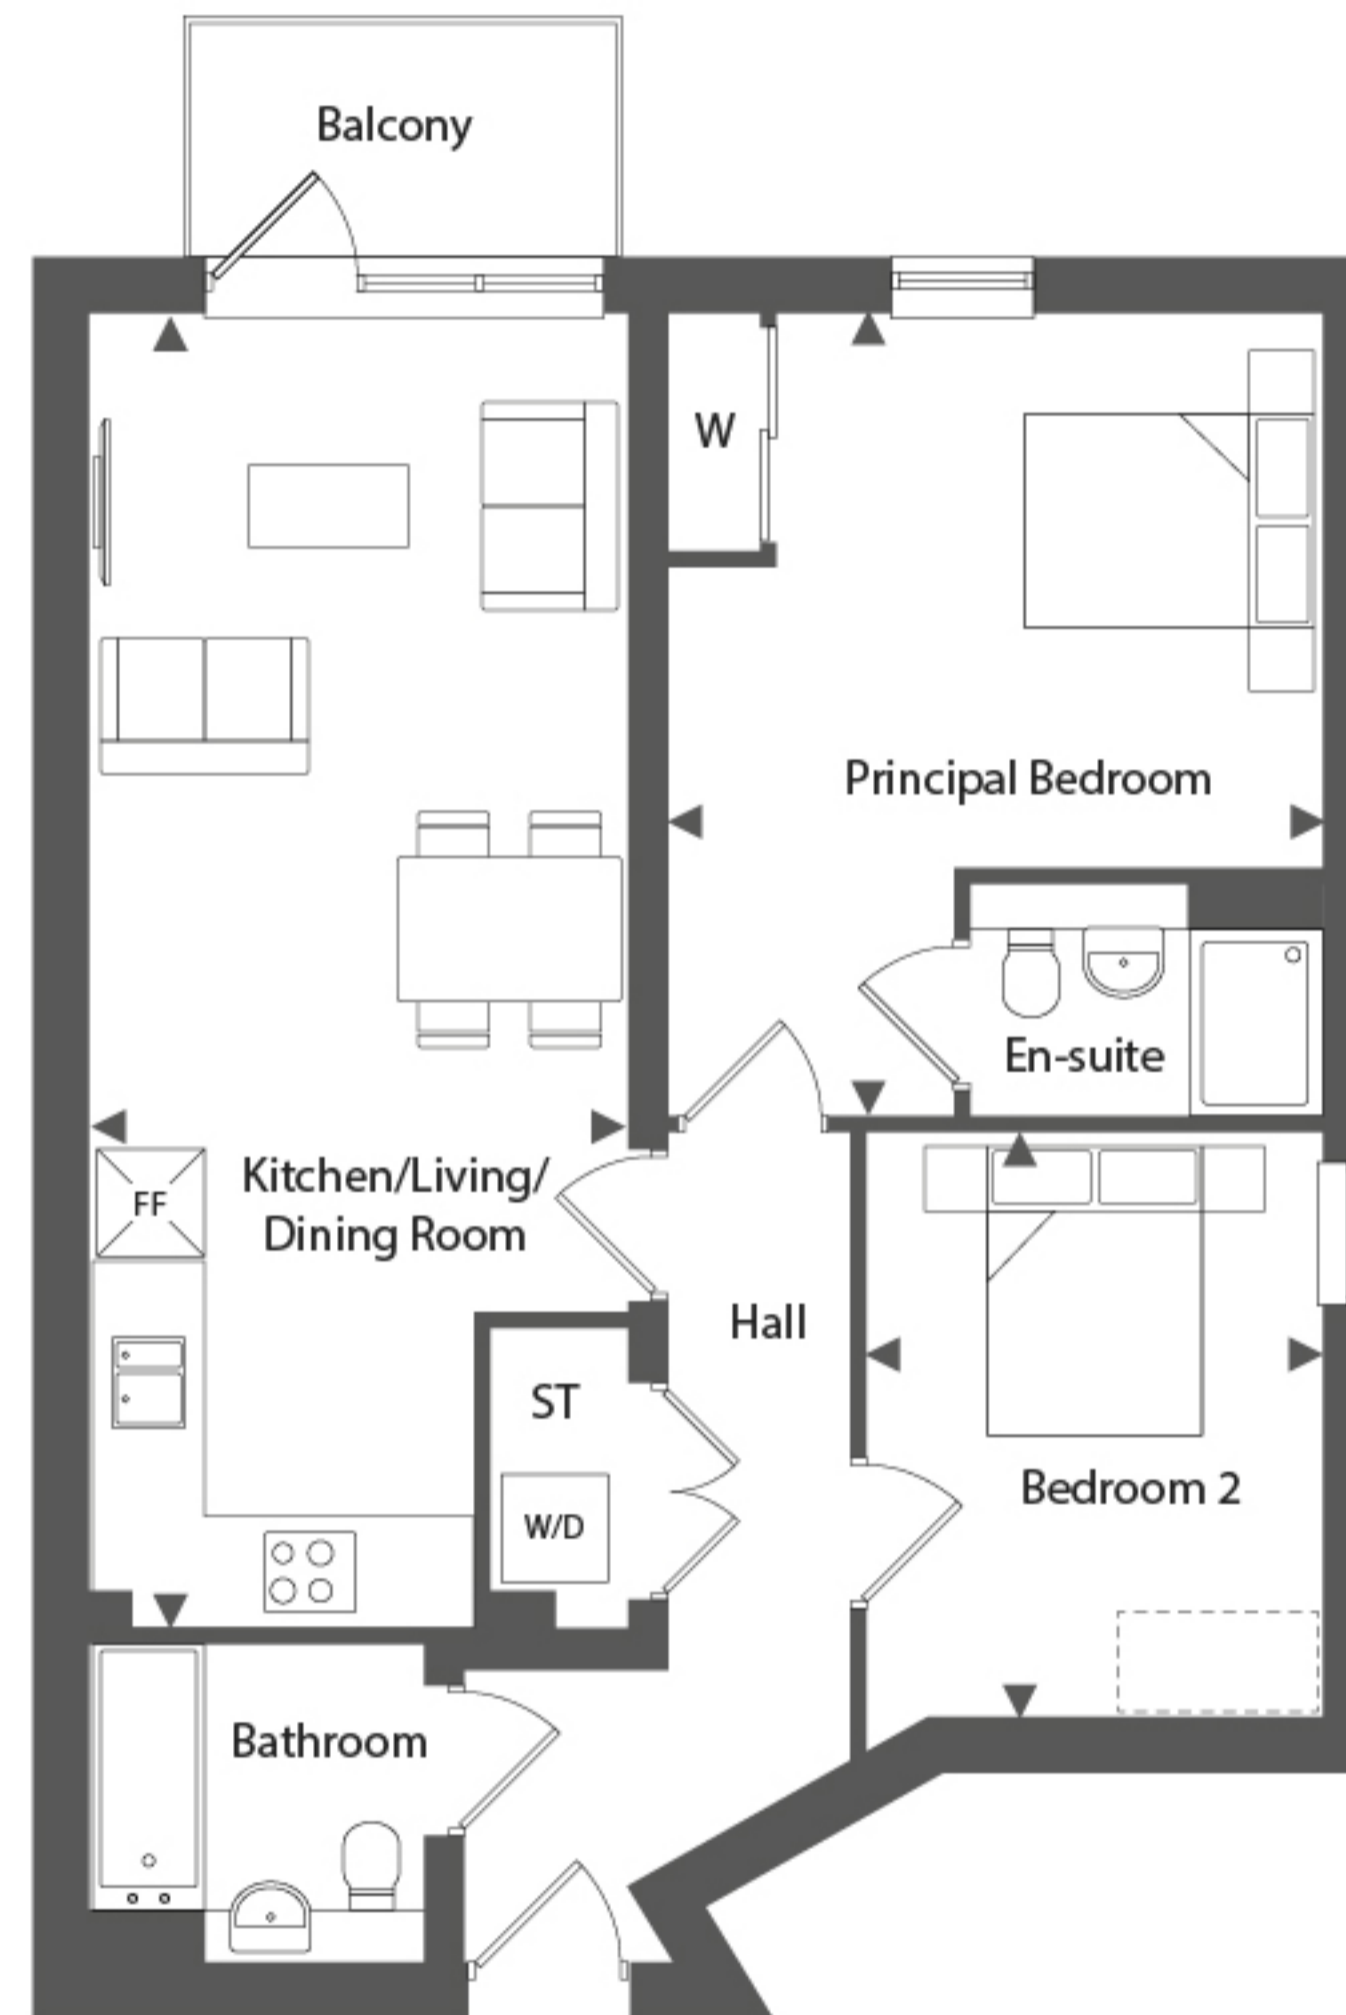 Balcony
W
Principal Bedroom
En-suite
Kitchen/Living/
Dining Room
FF
Hall
ST
W/D
Bedroom 2
Bathroom